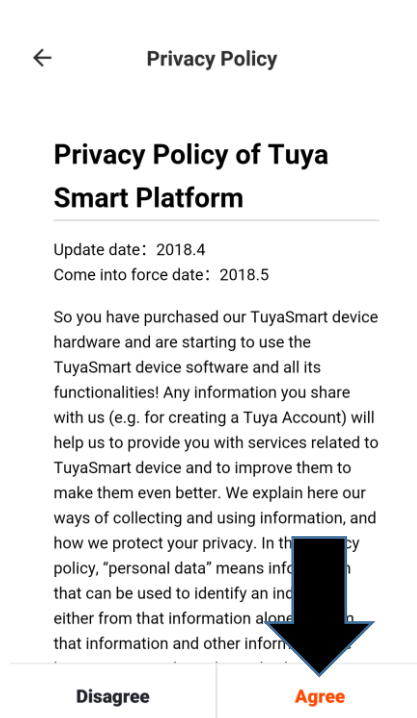 Privacy Policy
Privacy Policy of Tuya
Smart Platform
Update date：2018.4
Come into force date：2018.5
So you have purchased our TuyaSmart device
hardware and are starting to use the
TuyaSmart device software and all its
functionalities! Any information you share
with us (e.g. for creating a Tuya Account) will
help us to provide you with services related to
TuyaSmart device and to improve them to
make them even better. We explain here our
ways of collecting and using information, and
how we protect your privacy. In
policy, “personal data” means
that can be used to identify an
either from that information alone
that information and other
Disagree
Agree